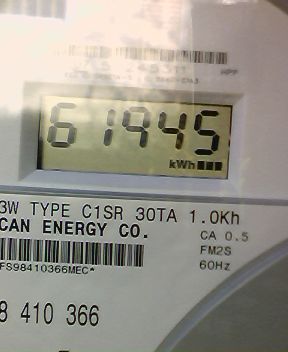 61945
kWh
3W TYPE C1SR 30TA 1.0Kh
CAN ENERGY CO.
CA 0.5
FM2S
60Hz
FS98410366MEC*
8 410 366